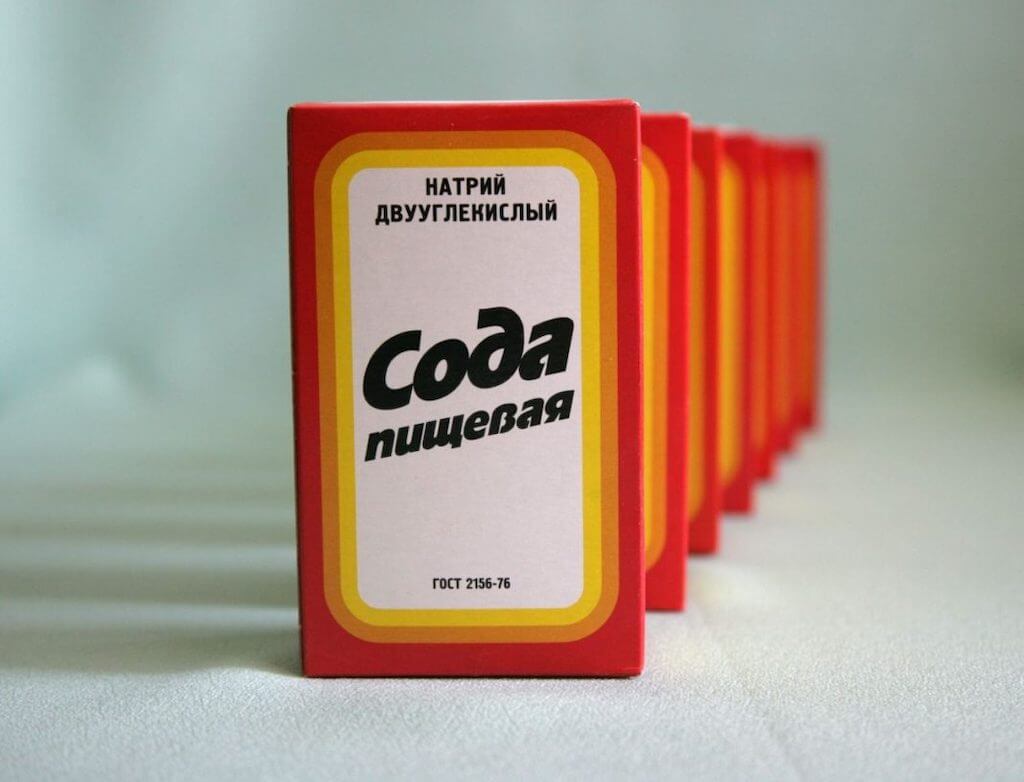 НАТРИЙ
ДВУУГЛЕКИСЛЫЙ
Сода
пищевая
ГОСТ 2156-76